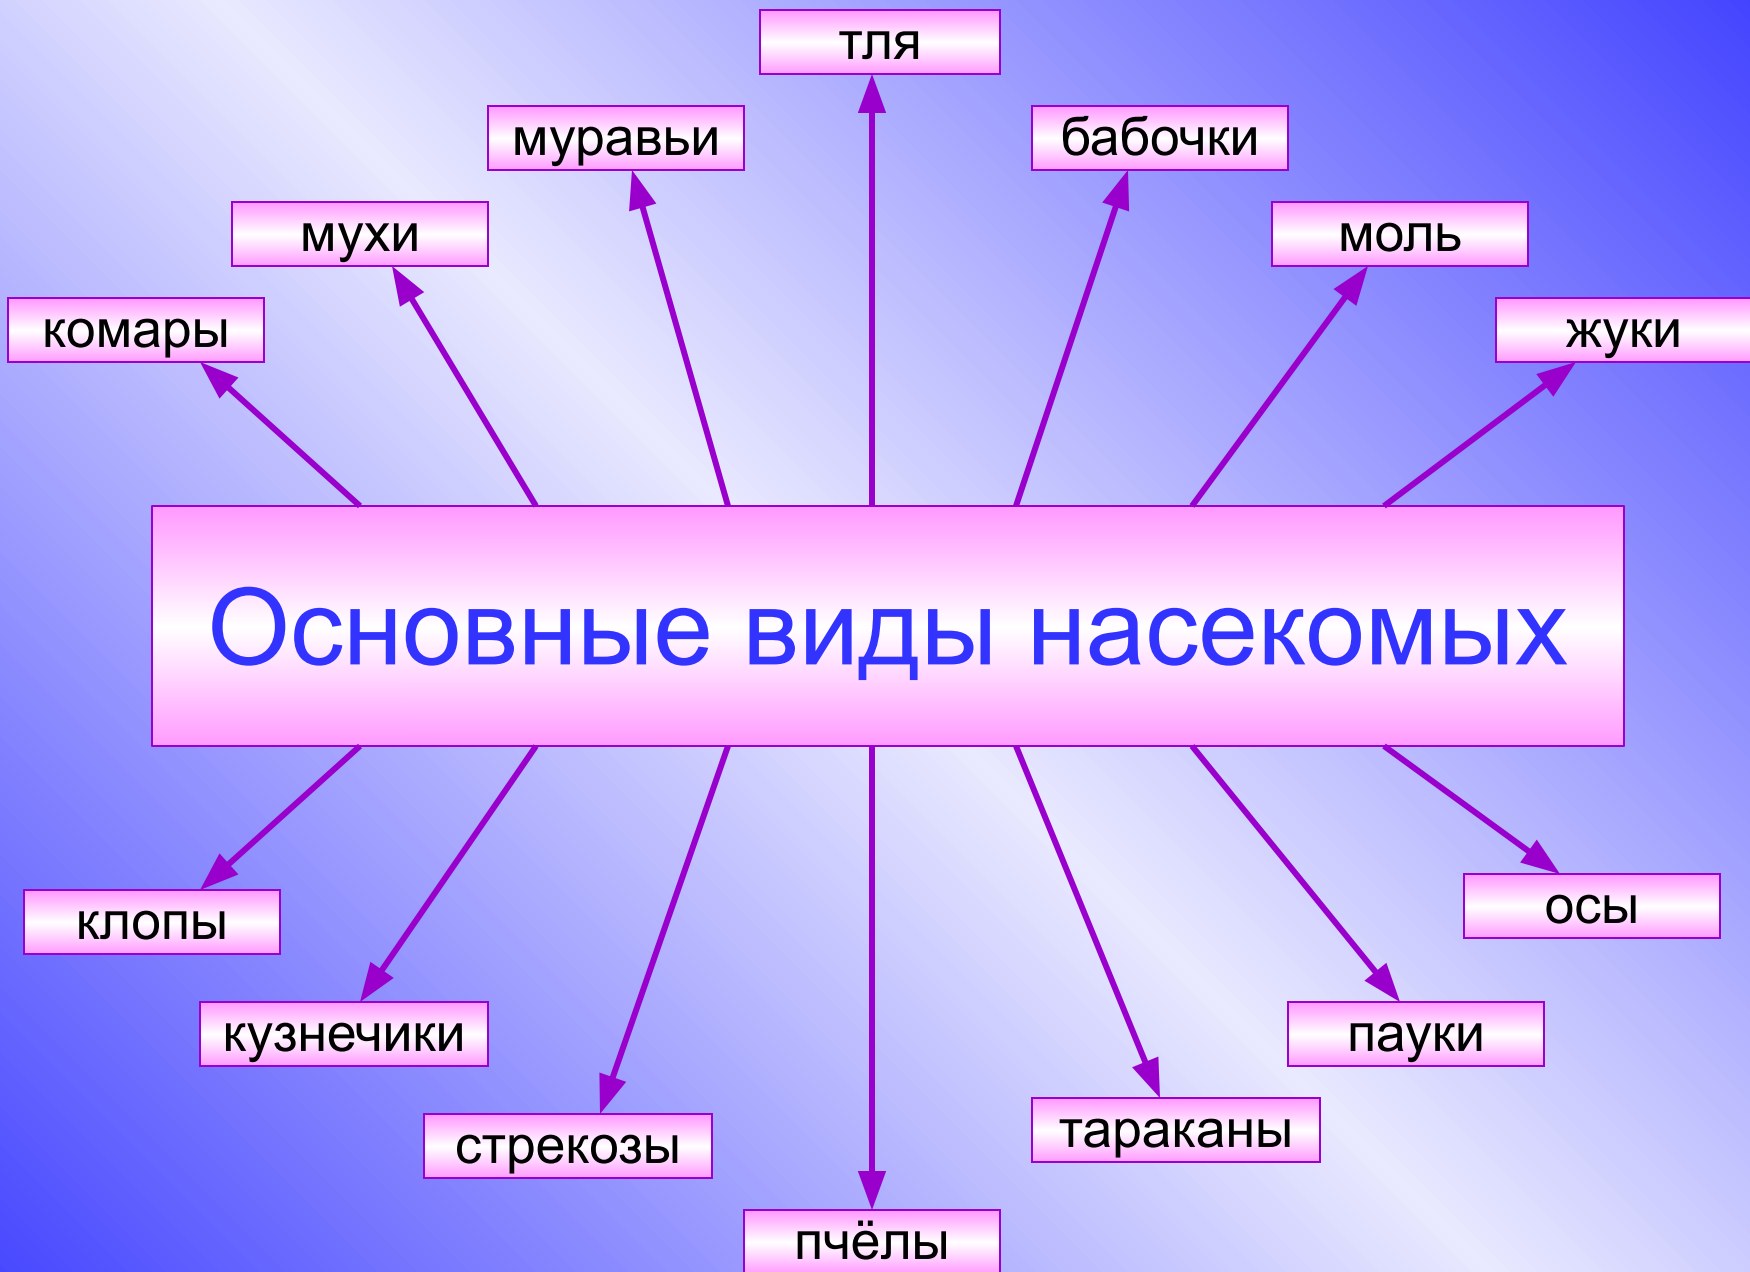 тля
муравьи
бабочки
мухи
моль
комары
жуки
Основные виды насекомых
клопы
осы
кузнечики
пауки
стрекозы
тараканы
пчёлы